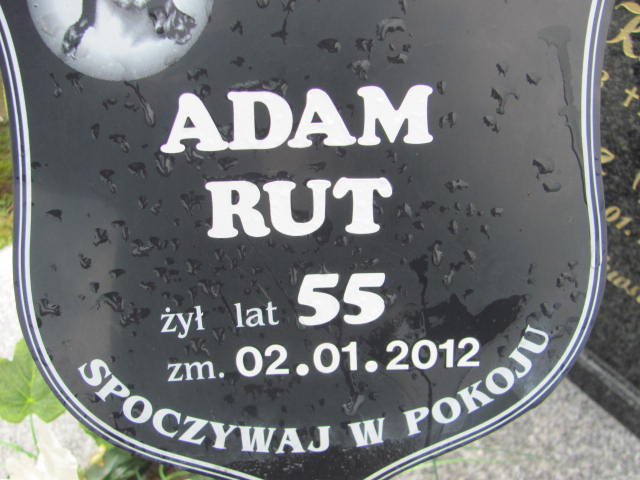 ADAM
RUT
żył lat 55
zm. 02.01.2012
SPOCZYWAJ W POKOJU